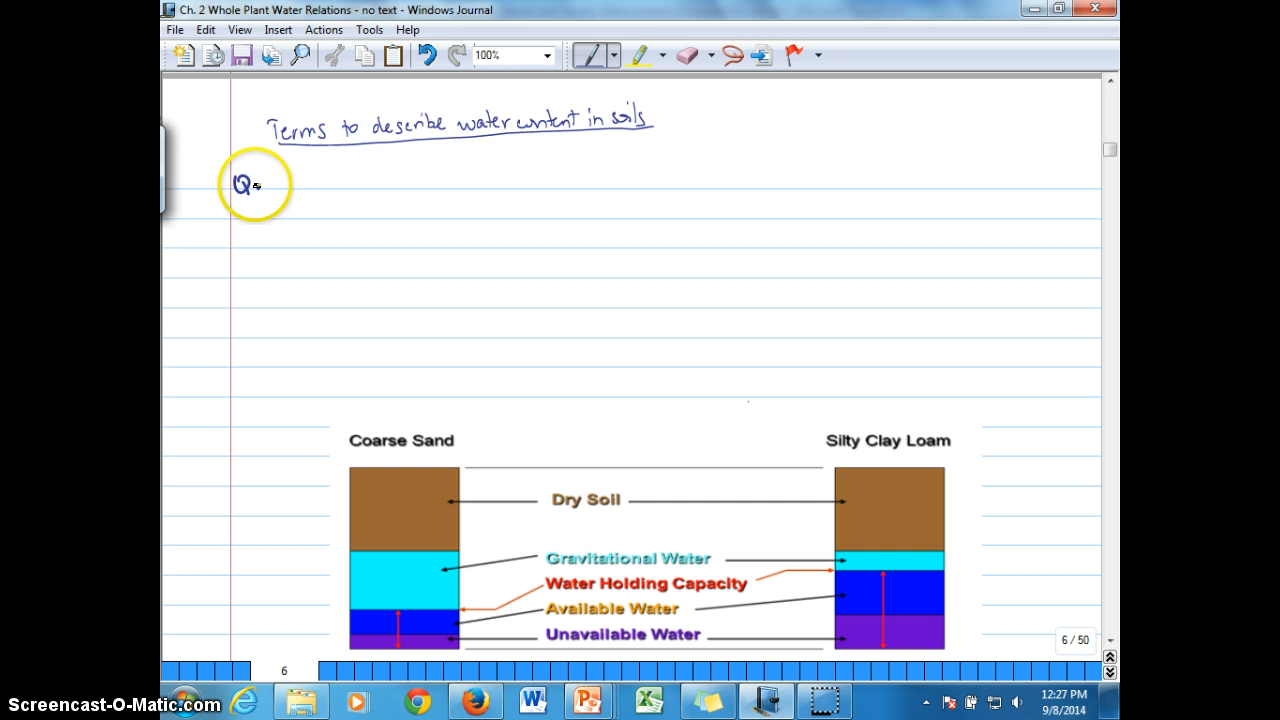 Ch. 2 Whole Plant Water Relations - no text - Windows Journal
File Edit View Insert Actions Tools Help
100%
Terms to describe water content in soils
Q
Coarse Sand
Silty Clay Loam
Dry Soil
Gravitational Water
Water Holding Capacity
Available Water
Unavailable Water
6 / 50
6
12:27 PM
9/8/2014
Screencast-O-Matic.com